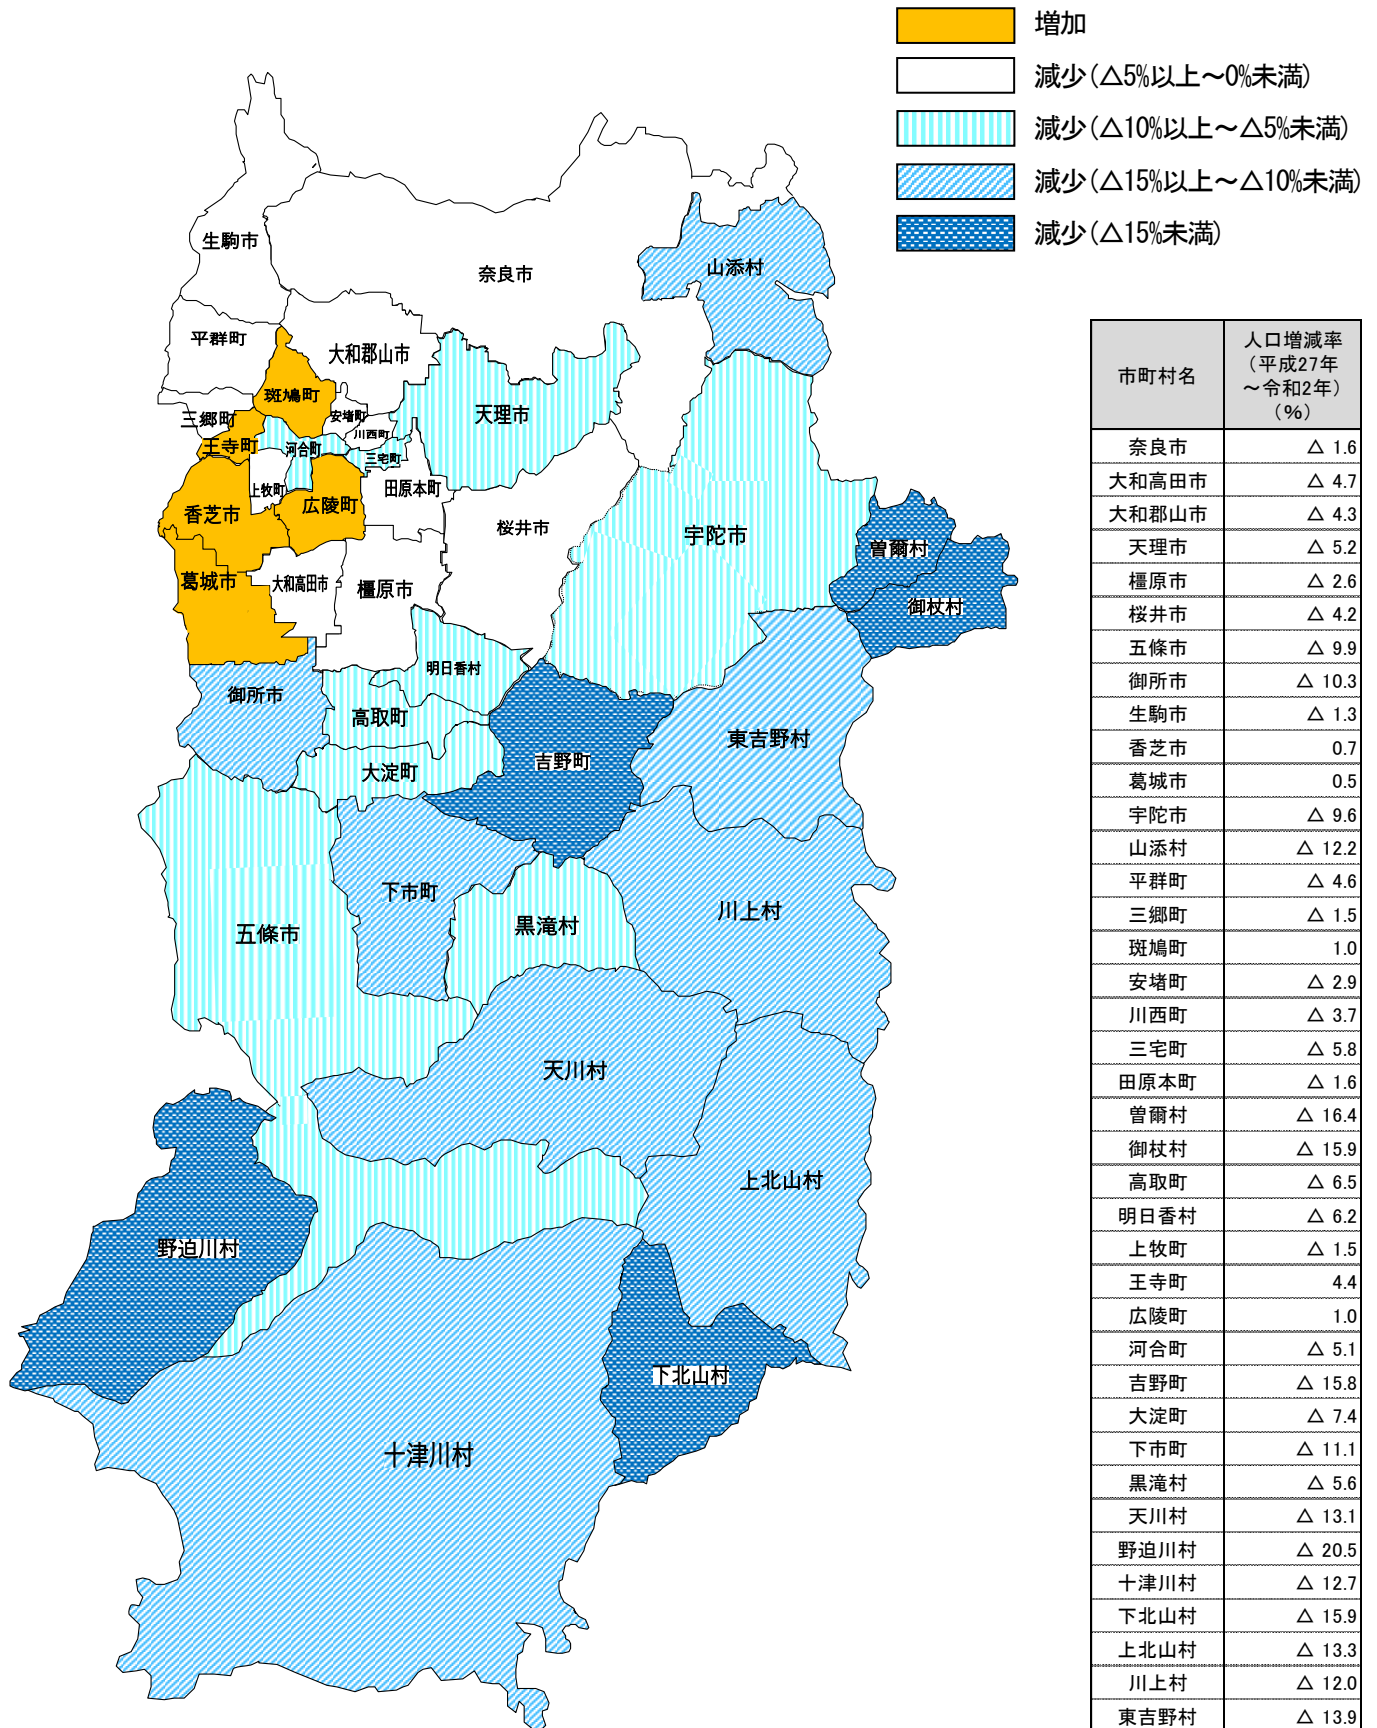 増加
減少(△5%以上～0%未満)
減少(△10%以上～△5%未満)
減少(△15%以上～△10%未満)
減少(△15%未満)
生駒市
奈良市
山添村
平群町
大和郡山市
斑鳩町
安堵町
天理市
三郷町
川西町
王寺町
河合町
三宅町
上牧町
田原本町
香芝市
広陵町
桜井市
宇陀市
曽爾村
葛城市
大和高田市
橿原市
御杖村
明日香村
御所市
高取町
東吉野村
吉野町
大淀町
下市町
川上村
黒滝村
五條市
天川村
上北山村
野迫川村
下北山村
十津川村
市町村名
人口増減率
（平成27年
～令和2年）
（%）
奈良市 △ 1.6
大和高田市 △ 4.7
大和郡山市 △ 4.3
天理市 △ 5.2
橿原市 △ 2.6
桜井市 △ 4.2
五條市 △ 9.9
御所市 △ 10.3
生駒市 △ 1.3
香芝市 0.7
葛城市 0.5
宇陀市 △ 9.6
山添村 △ 12.2
平群町 △ 4.6
三郷町 △ 1.5
斑鳩町 1.0
安堵町 △ 2.9
川西町 △ 3.7
三宅町 △ 5.8
田原本町 △ 1.6
曽爾村 △ 16.4
御杖村 △ 15.9
高取町 △ 6.5
明日香村 △ 6.2
上牧町 △ 1.5
王寺町 4.4
広陵町 1.0
河合町 △ 5.1
吉野町 △ 15.8
大淀町 △ 7.4
下市町 △ 11.1
黒滝村 △ 5.6
天川村 △ 13.1
野迫川村 △ 20.5
十津川村 △ 12.7
下北山村 △ 15.9
上北山村 △ 13.3
川上村 △ 12.0
東吉野村 △ 13.9